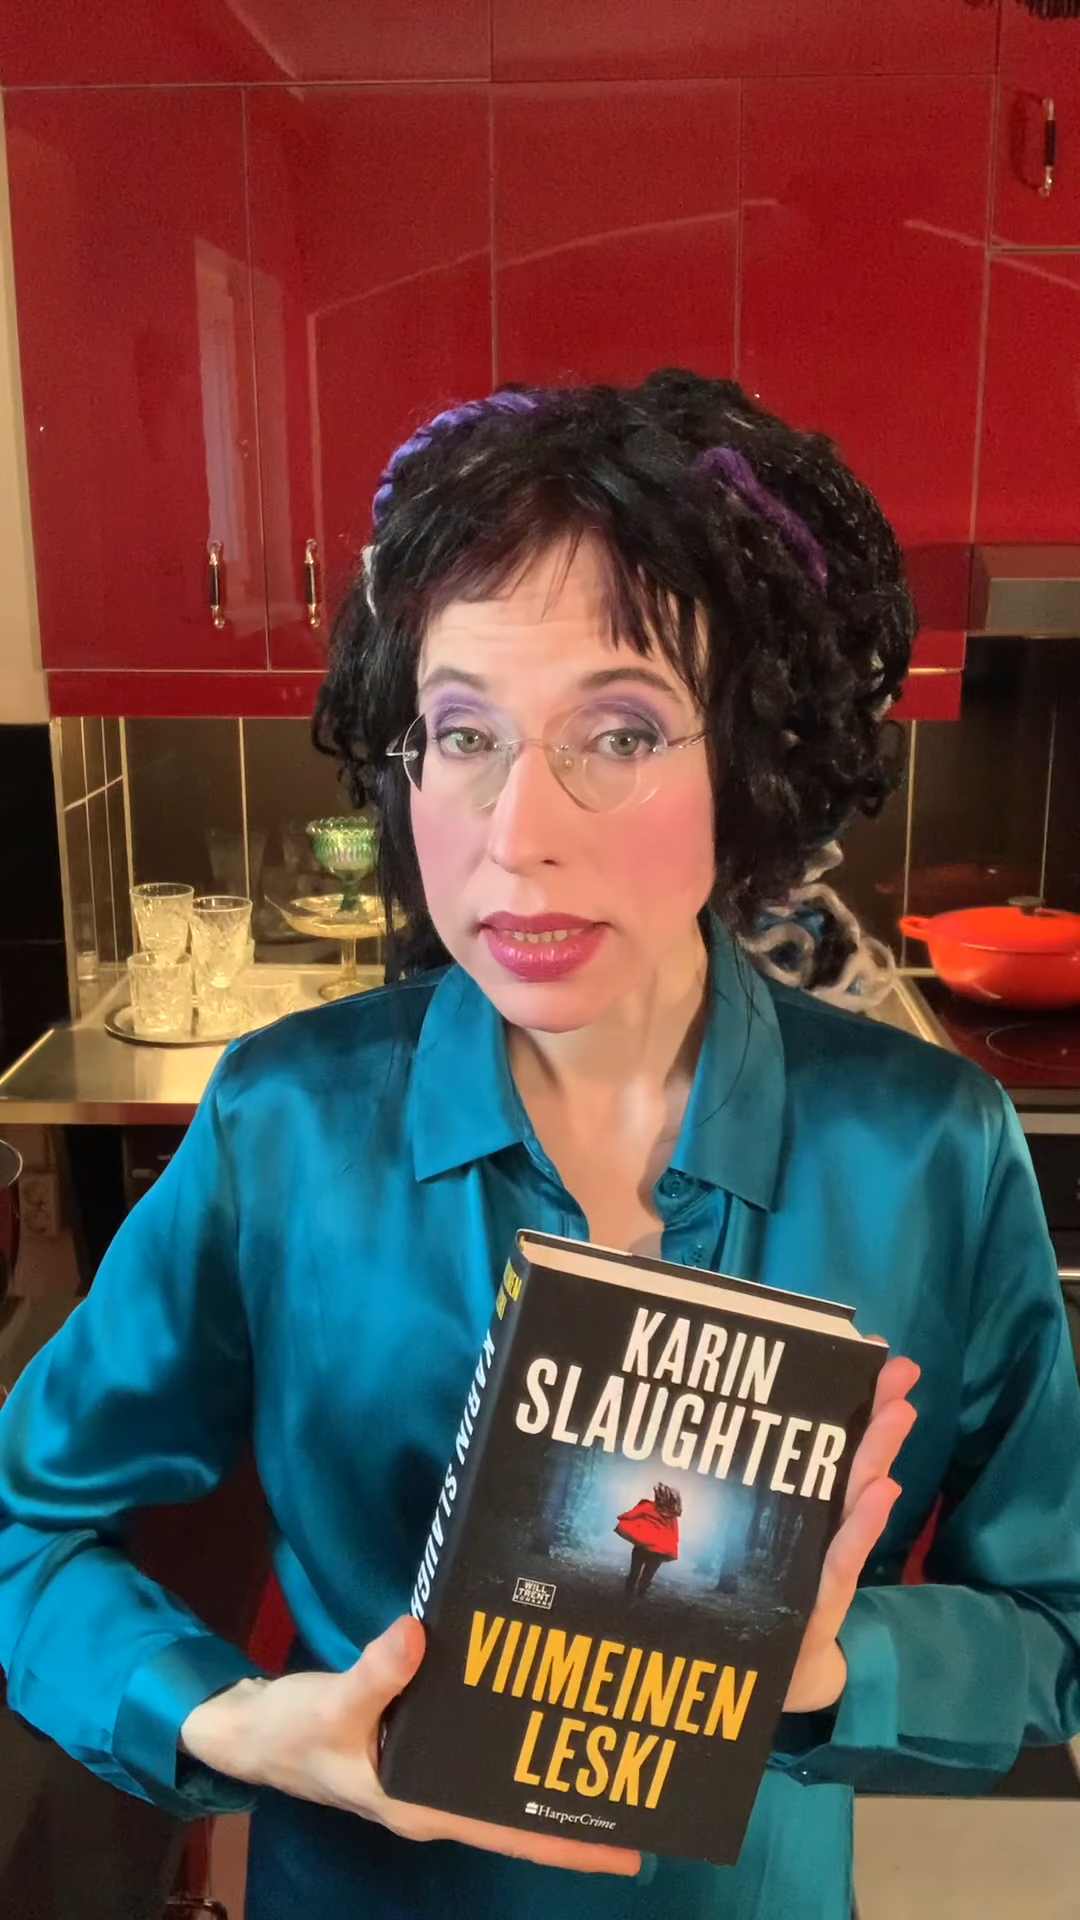 KARIN
SLAUGHTER
WILL
TRENT
VIIMEINEN
LESKI
HarperCrime
KARIN SLAUGH